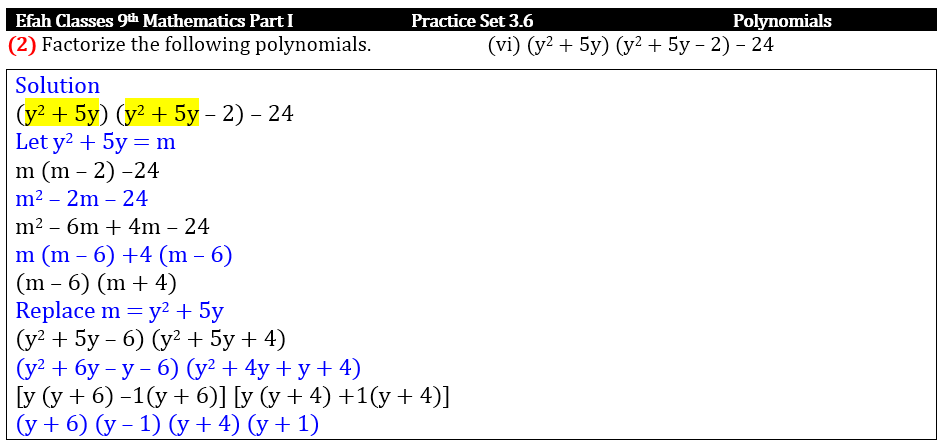 Efah Classes 9th Mathematics Part I Practice Set 3.6 Polynomials
(2) Factorize the following polynomials. (vi) (y² + 5y) (y² + 5y – 2) – 24
Solution
(y² + 5y) (y² + 5y – 2) – 24
Let y² + 5y = m
m (m – 2) –24
m² – 2m – 24
m² – 6m + 4m – 24
m (m – 6) +4 (m – 6)
(m – 6) (m + 4)
Replace m = y² + 5y
(y² + 5y – 6) (y² + 5y + 4)
(y² + 6y – y – 6) (y² + 4y + y + 4)
[y (y + 6) –1(y + 6)] [y (y + 4) +1(y + 4)]
(y + 6) (y – 1) (y + 4) (y + 1)